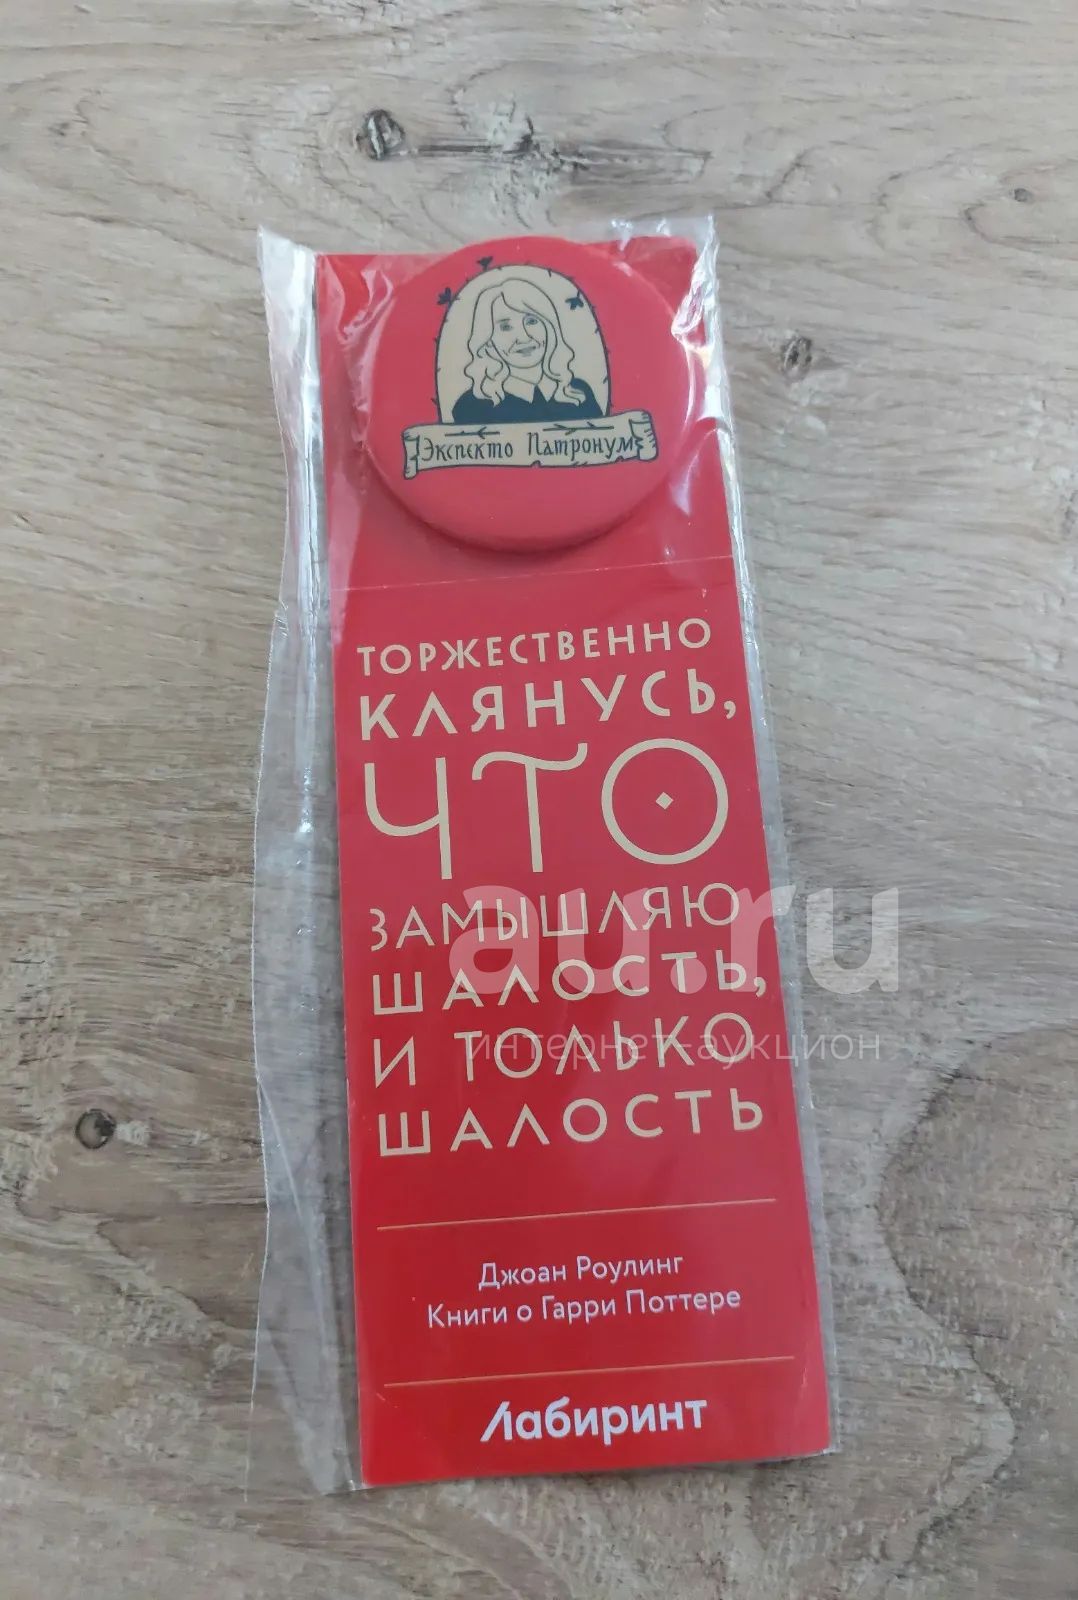 Экспекто Патронум
ТОРЖЕСТВЕННО
КЛЯНУСЬ,
ЧТО
ЗАМЫШЛЯЮ
ШАЛОСТЬ,
И ТОЛЬКО
ШАЛОСТЬ
au.ru
интернет-аукцион
Джоан Роулинг
Книги о Гарри Поттере
Лабиринт